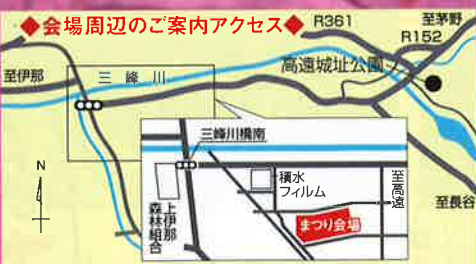 ◆会場周辺のご案内アクセス◆
R361
至茅野
R152
高遠城址公園
至伊那
三峰川
三峰川橋南
積水
フィルム
至高遠
至長谷
まつり会場
上伊那
森林組合
N